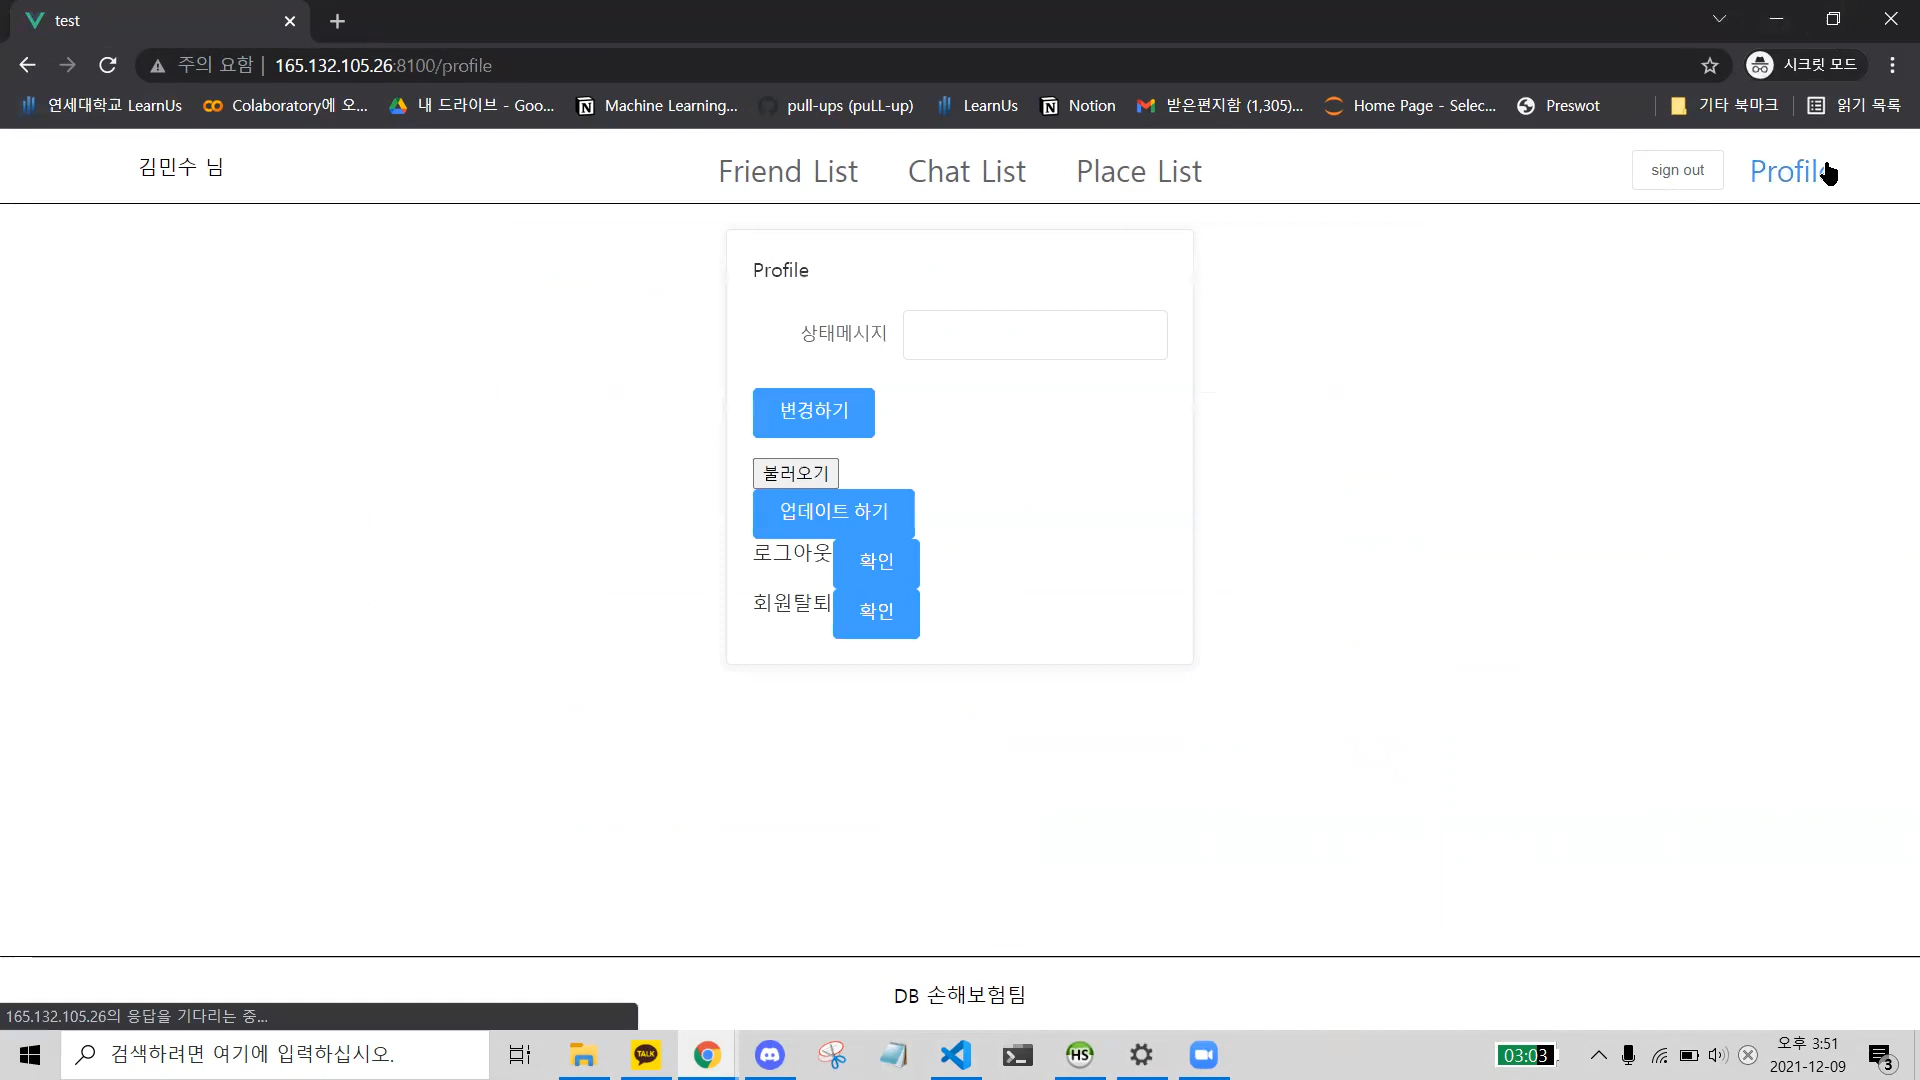 test
주의 요함 165.132.105.26:8100/profile
시크릿 모드
연세대학교 LearnUs
Colaboratory에 오...
내 드라이브 - Goo...
Machine Learning...
pull-ups (puLL-up)
LearnUs
Notion
받은편지함 (1,305)...
Home Page - Selec...
Preswot
기타 북마크
읽기 목록
김민수 님
Friend List
Chat List
Place List
sign out
Profile
Profile
상태메시지
변경하기
불러오기
업데이트 하기
로그아웃 확인
회원탈퇴 확인
DB 손해보험팀
165.132.105.26의 응답을 기다리는 중...
검색하려면 여기에 입력하십시오.
TALK
HS
03:03
오후 3:51
2021-12-09
3